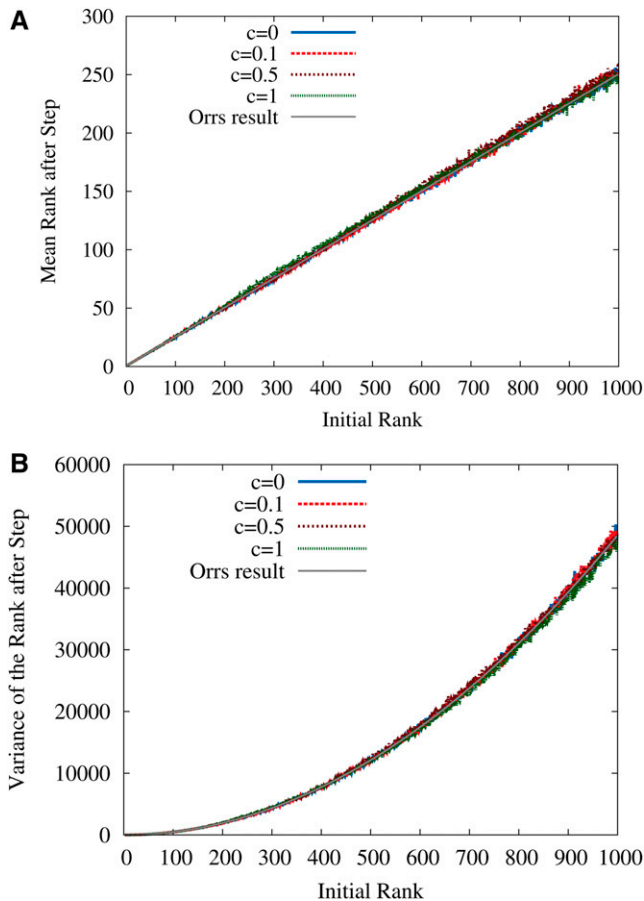 A
300
250
200
150
100
50
0
Mean Rank after Step
c=0
c=0.1
c=0.5
c=1
Orrs result
0 100 200 300 400 500 600 700 800 900 1000
Initial Rank
B
60000
50000
40000
30000
20000
10000
0
Variance of the Rank after Step
c=0
c=0.1
c=0.5
c=1
Orrs result
0 100 200 300 400 500 600 700 800 900 1000
Initial Rank